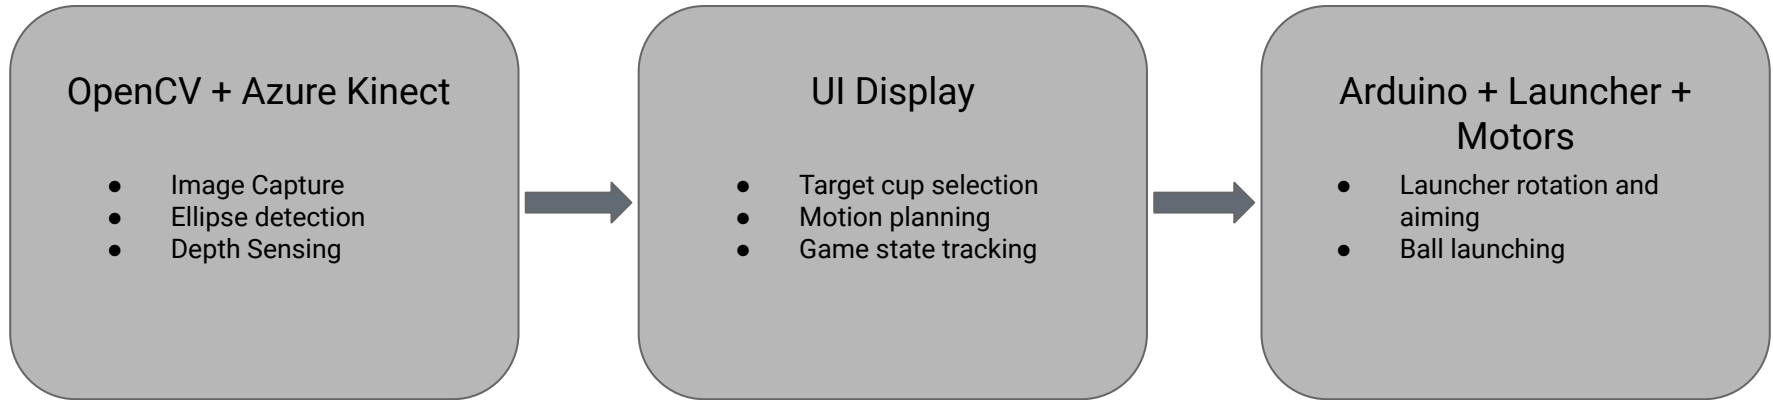 OpenCV + Azure Kinect
● Image Capture
● Ellipse detection
● Depth Sensing
UI Display
● Target cup selection
● Motion planning
● Game state tracking
Arduino + Launcher +
Motors
● Launcher rotation and
aiming
● Ball launching